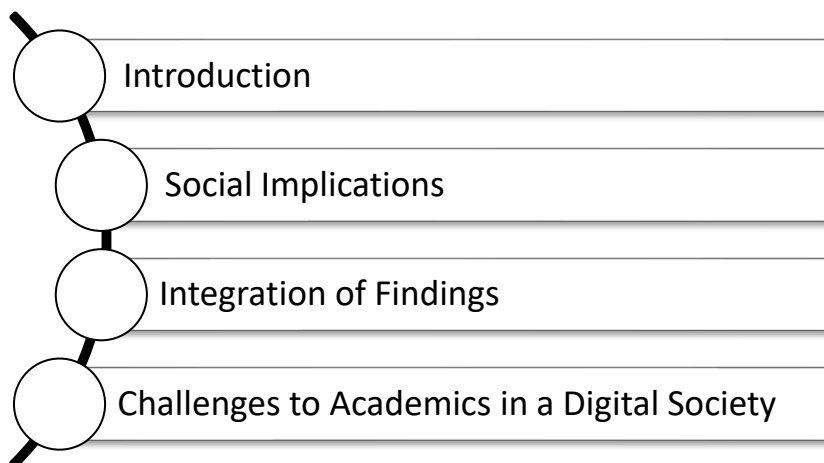 Introduction
Social Implications
Integration of Findings
Challenges to Academics in a Digital Society